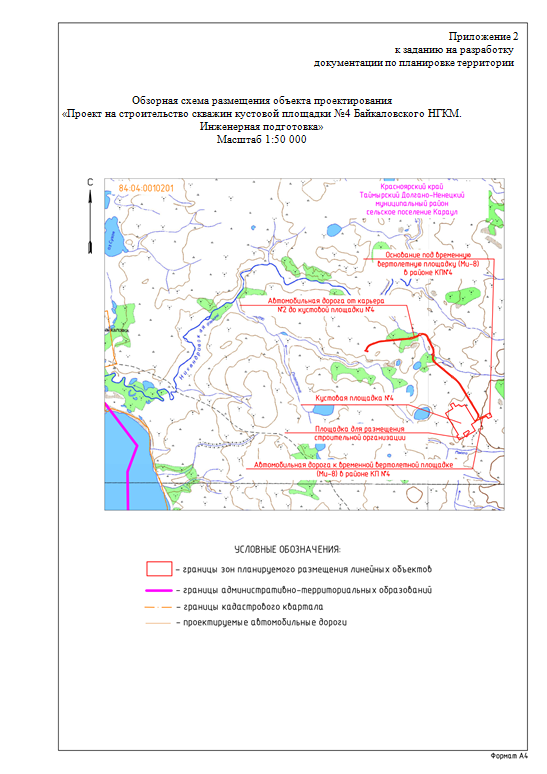 Приложение 2
к заданию на разработку
документации по планировке территории
Обзорная схема размещения объекта проектирования
«Проект на строительство скважин кустовой площадки №4 Байкаловского НГКМ.
Инженерная подготовка»
Масштаб 1:50 000
С
84:04:0010201
Красноярский край
Таймырский Долгано-Ненецкий
муниципальный район
сельское поселение Караул
Основание под временную
вертолетную площадку (Ми-8)
в районе КП№4
Автомобильная дорога от карьера
№2 до кустовой площадки №4
Кустовая площадка №4
Площадка для размещения
строительной организации
Автомобильная дорога к временной вертолетной площадке
(Ми-8) в районе КП №4
УСЛОВНЫЕ ОБОЗНАЧЕНИЯ:
- границы зон планируемого размещения линейных объектов
- границы административно-территориальных образований
- границы кадастрового квартала
- проектируемые автомобильные дороги
Формат А4